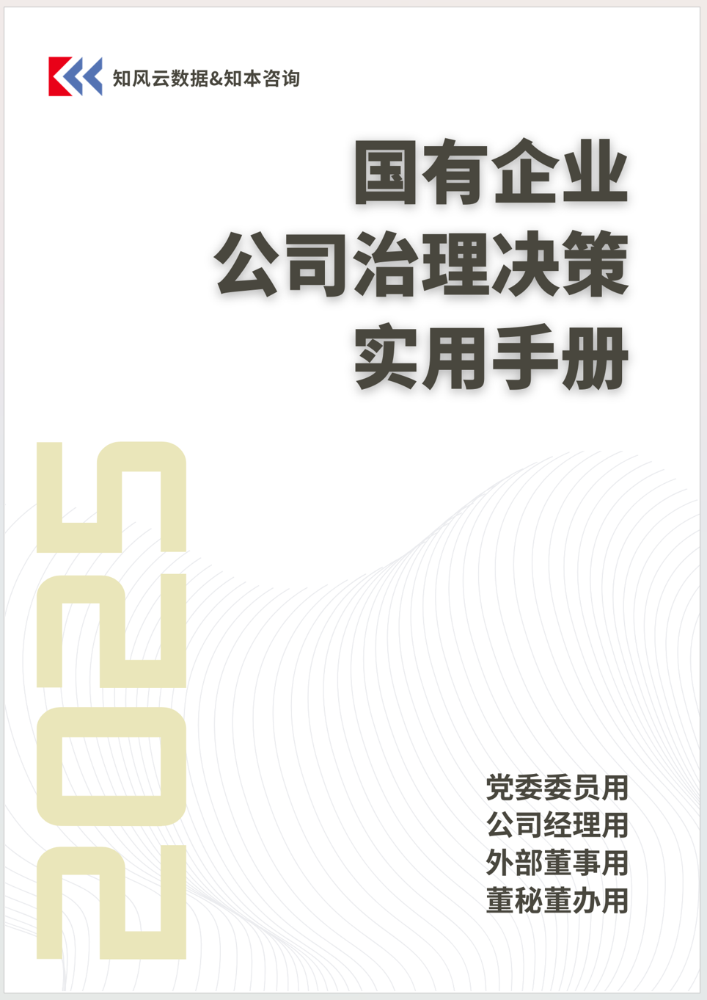 知风云数据&知本咨询
国有企业
公司治理决策
实用手册
2025
党委委员用
公司经理用
外部董事用
董秘董办用